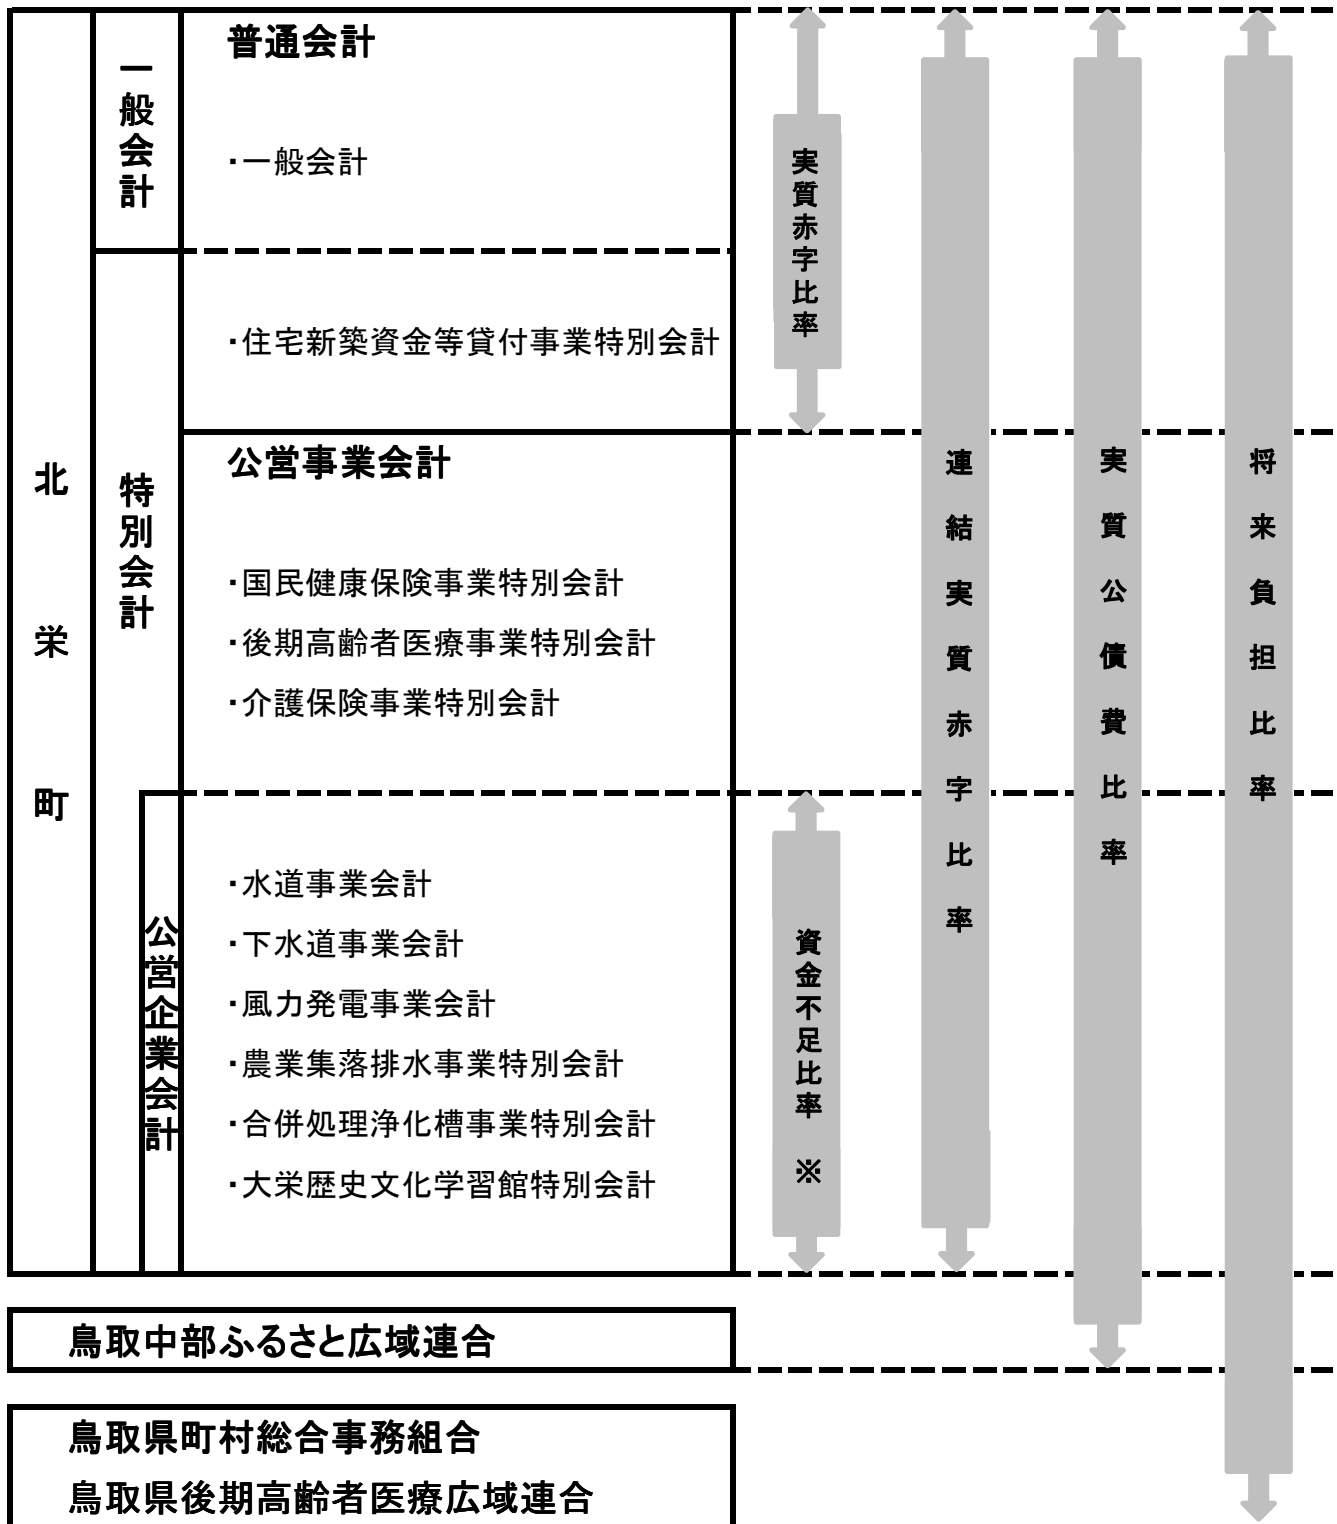 北栄町
一般会計
特別会計
公営企業会計
普通会計
・一般会計
・住宅新築資金等貸付事業特別会計
公営事業会計
・国民健康保険事業特別会計
・後期高齢者医療事業特別会計
・介護保険事業特別会計
・水道事業会計
・下水道事業会計
・風力発電事業会計
・農業集落排水事業特別会計
・合併処理浄化槽事業特別会計
・大栄歴史文化学習館特別会計
実質赤字比率
資金不足比率 ※
連結実質赤字比率
実質公債費比率
将来負担比率
鳥取中部ふるさと広域連合
鳥取県町村総合事務組合
鳥取県後期高齢者医療広域連合